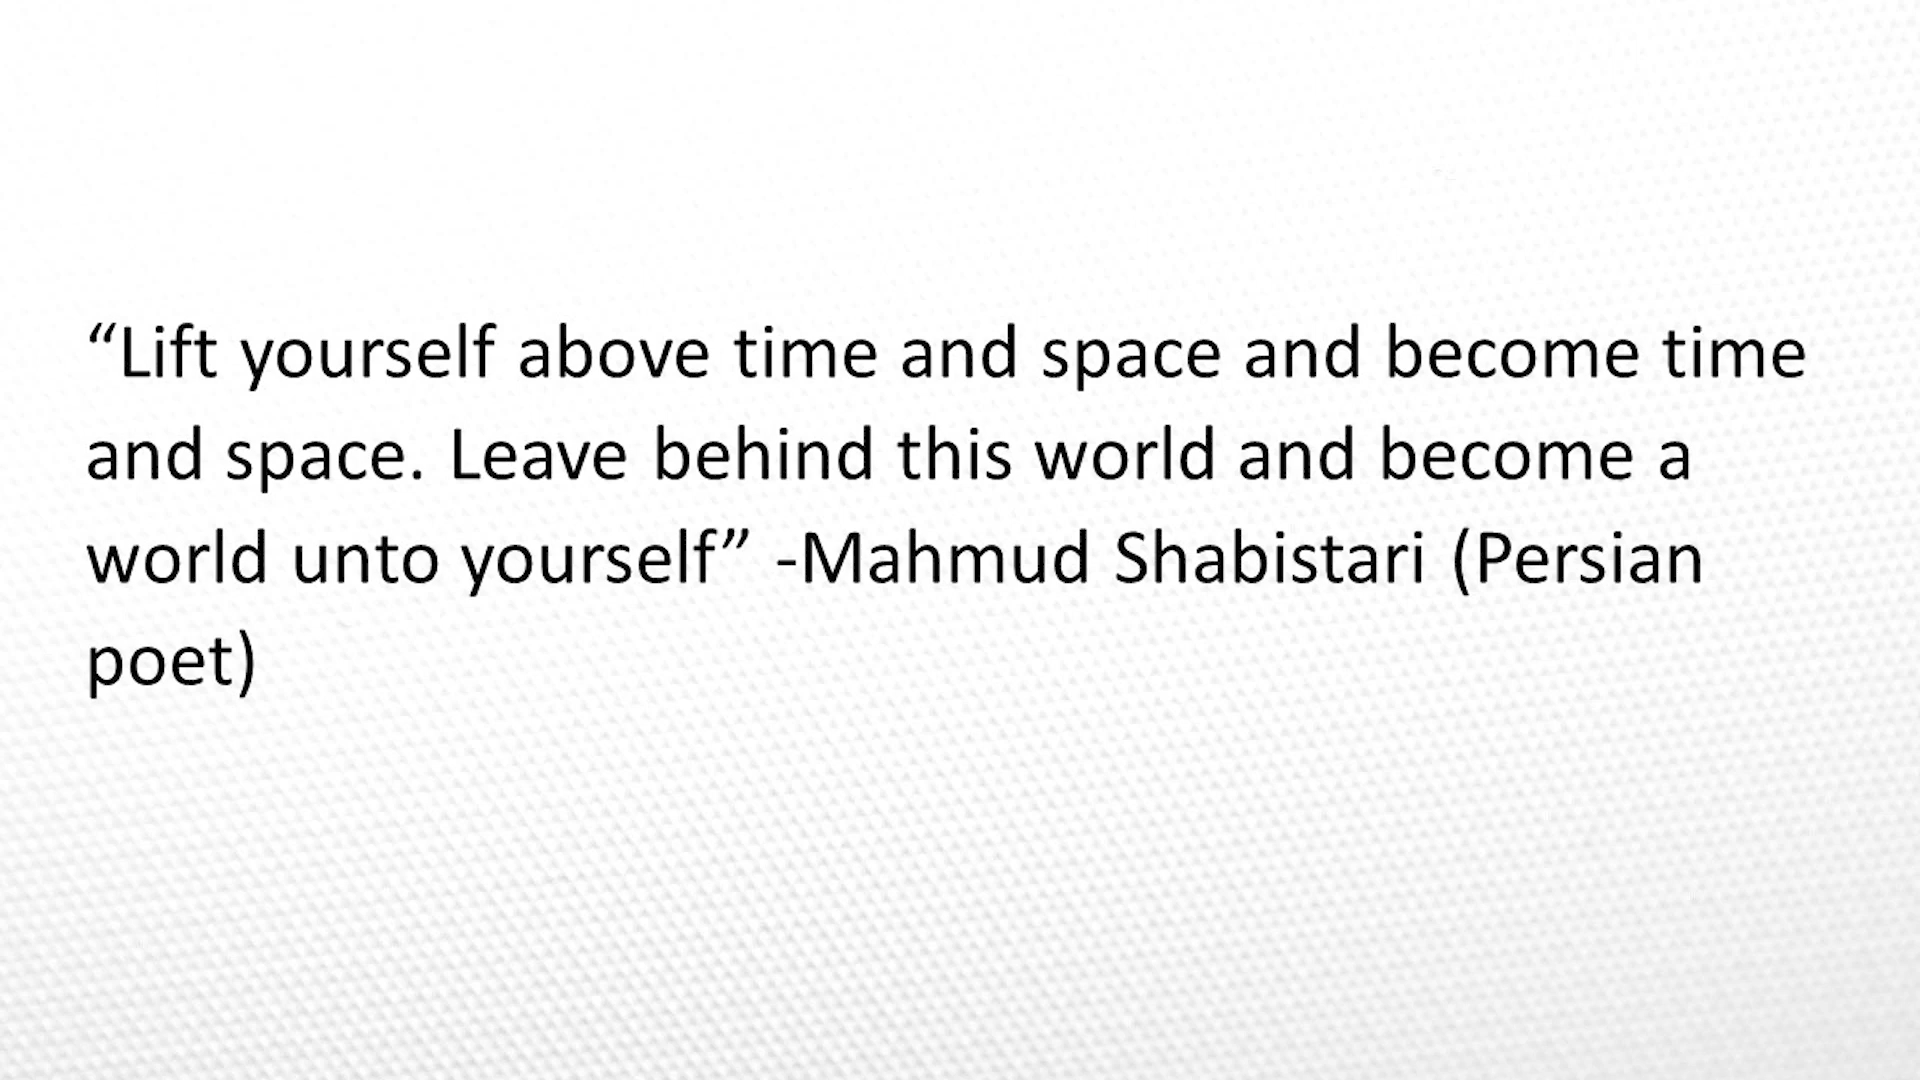 “Lift yourself above time and space and become time
and space. Leave behind this world and become a
world unto yourself” -Mahmud Shabistari (Persian
poet)